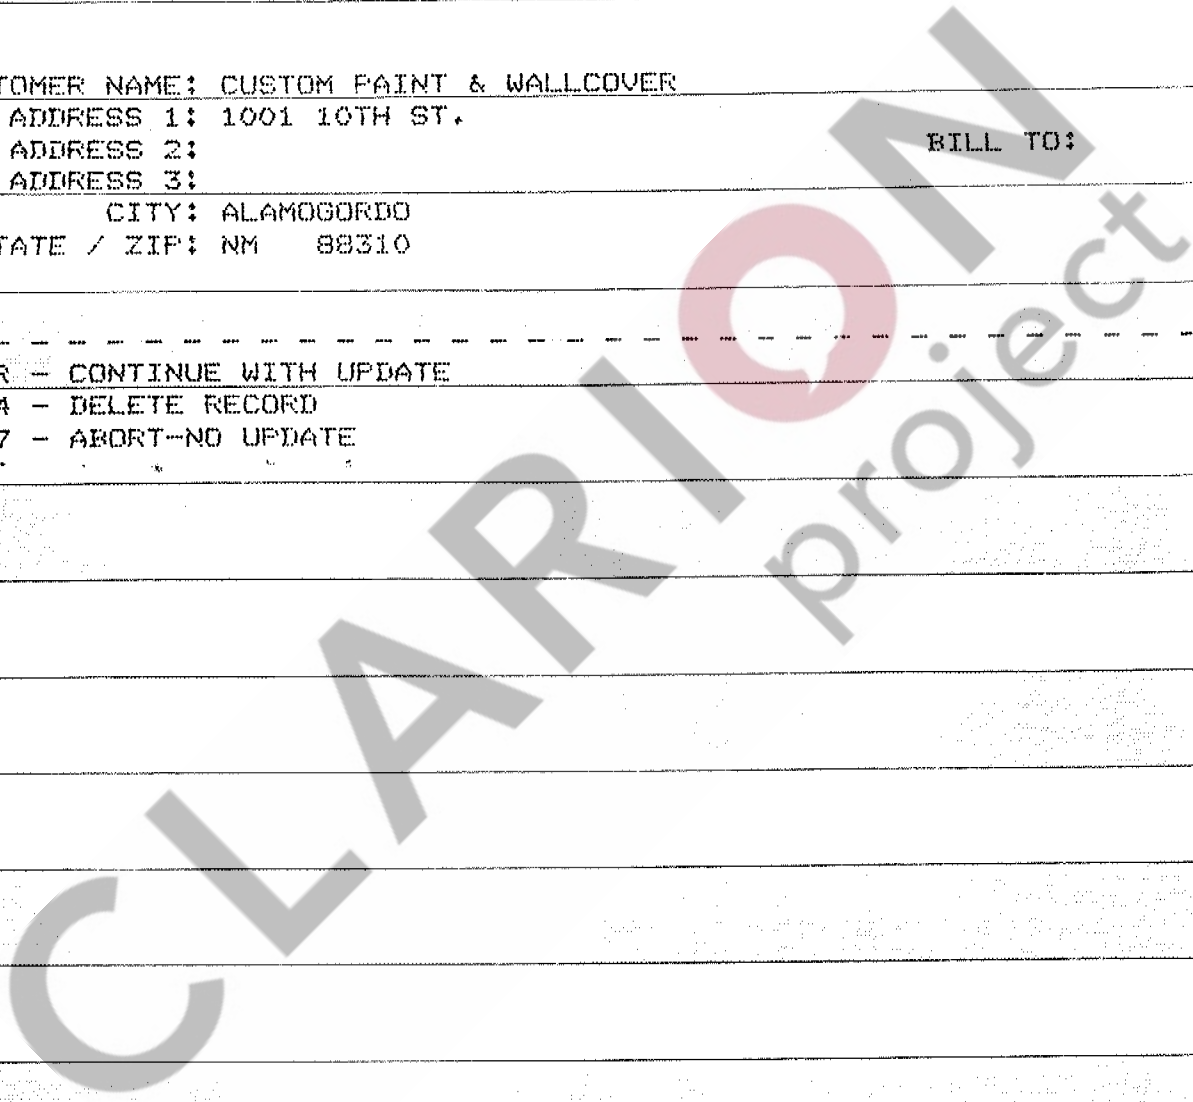 TOMER NAME: CUSTOM PAINT & WALLCOVER
ADDRESS 1: 1001 10TH ST.
ADDRESS 2:
BILL TO:
ADDRESS 3:
CITY: ALAMOGORDO
TATE / ZIP: NM 88310
R - CONTINUE WITH UPDATE
4 - DELETE RECORD
7 - ABORT-NO UPDATE
CLARION
project